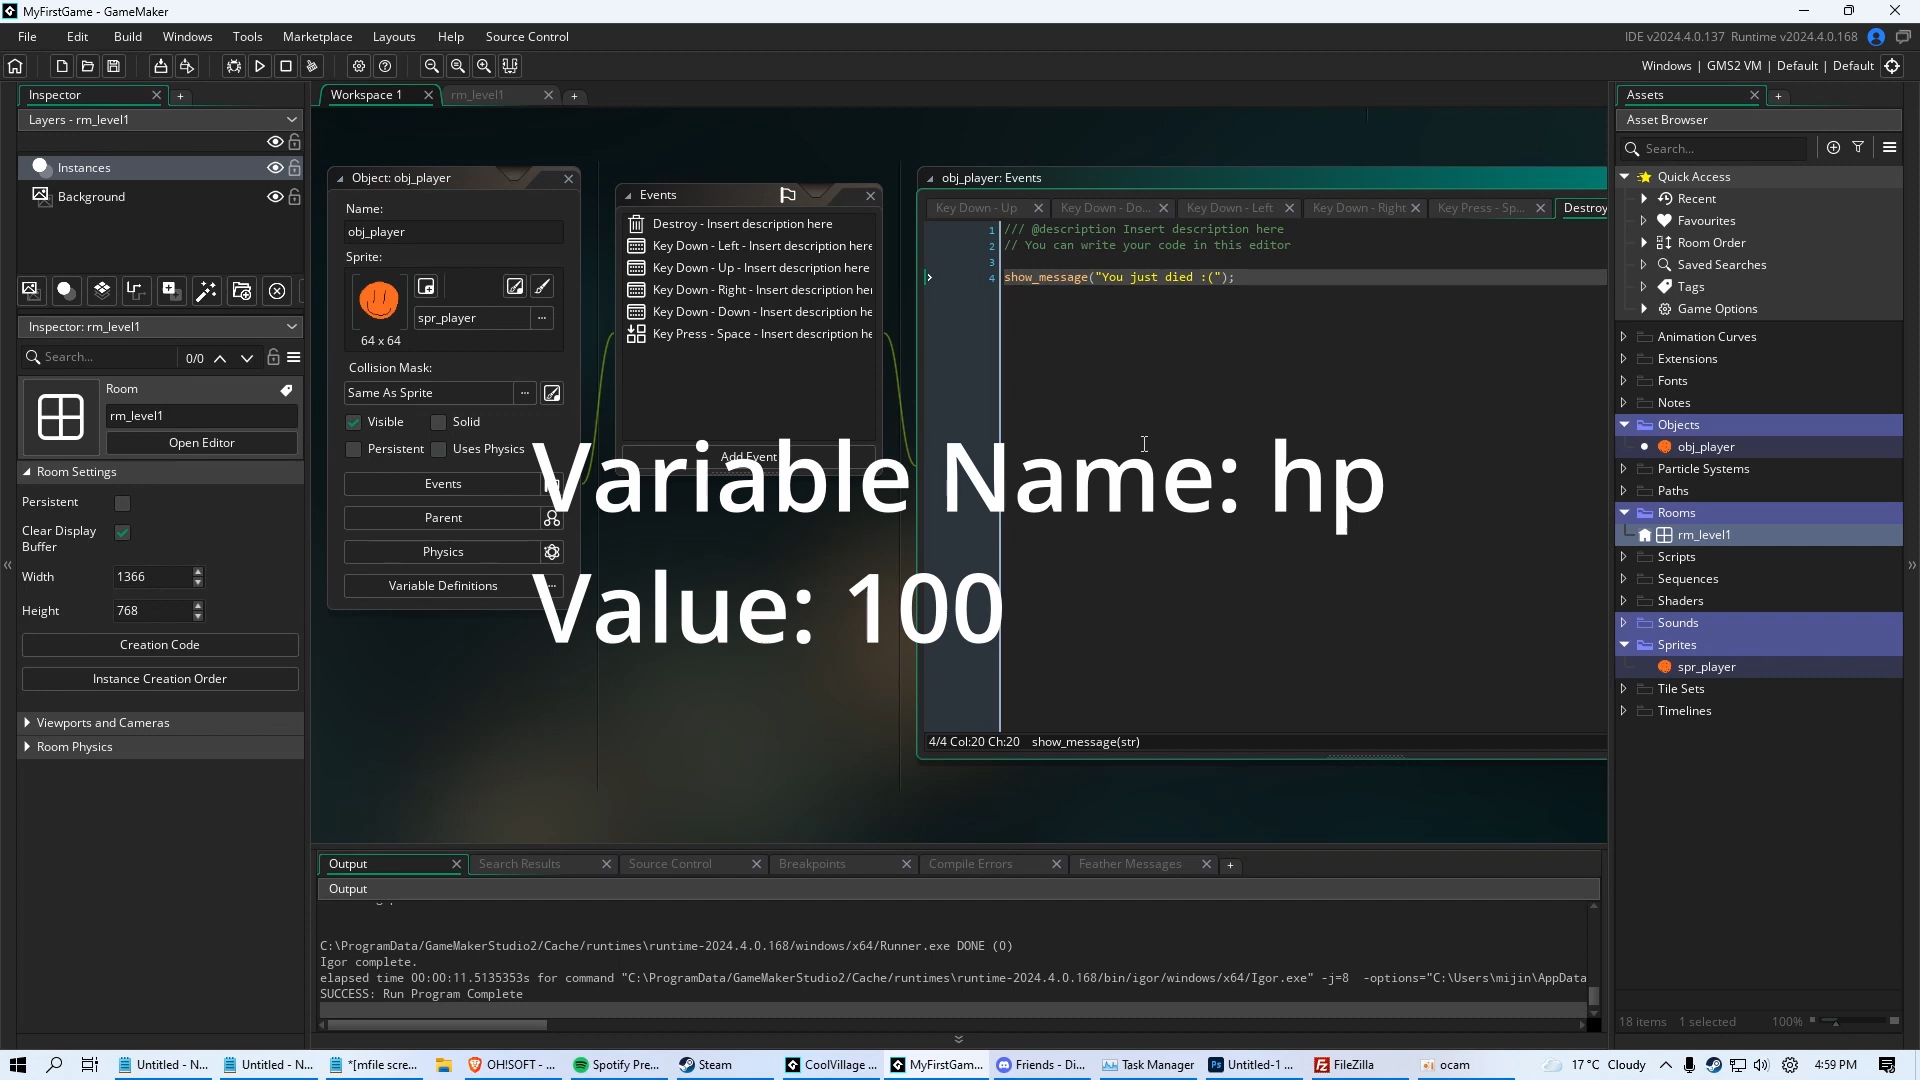 MyFirstGame - GameMaker
File Edit Build Windows Tools Marketplace Layouts Help Source Control
IDE v2024.4.0.137 Runtime v2024.4.0.168
Windows | GMS2 VM | Default | Default
Inspector
Layers - rm_level1
Instances
Background
Inspector: rm_level1
Search...
0/0
Room
rm_level1
Open Editor
Room Settings
Persistent
Clear Display
Buffer
Width 1366
Height 768
Creation Code
Instance Creation Order
Viewports and Cameras
Room Physics
Workspace 1
rm_level1
Object: obj_player
Name:
obj_player
Sprite:
spr_player
64 x 64
Collision Mask:
Same As Sprite
Visible Solid
Persistent Uses Physics
Events
Parent
Physics
Variable Definitions
Events
Destroy - Insert description here
Key Down - Left - Insert description here
Key Down - Up - Insert description here
Key Down - Right - Insert description he
Key Down - Down - Insert description he
Key Press - Space - Insert description he
Add Event
obj_player: Events
Key Down - Up Key Down - Do... Key Down - Left Key Down - Right Key Press - Sp... Destroy
1 /// @description Insert description here
2 // You can write your code in this editor
3
4 show_message("You just died :(");
4/4 Col:20 Ch:20 show_message(str)
Variable Name: hp
Value: 100
Output Search Results Source Control Breakpoints Compile Errors Feather Messages
Output
C:\ProgramData/GameMakerStudio2/Cache/runtimes\runtime-2024.4.0.168/windows/x64/Runner.exe DONE (0)
Igor complete.
elapsed time 00:00:11.5135353s for command "C:\ProgramData/GameMakerStudio2/Cache/runtimes\runtime-2024.4.0.168/bin/igor/windows/x64/Igor.exe" -j=8 -options="C:\Users\mijin\AppData
SUCCESS: Run Program Complete
Assets
Asset Browser
Search...
Quick Access
Recent
Favourites
Room Order
Saved Searches
Tags
Game Options
Animation Curves
Extensions
Fonts
Notes
Objects
obj_player
Particle Systems
Paths
Rooms
rm_level1
Scripts
Sequences
Shaders
Sounds
Sprites
spr_player
Tile Sets
Timelines
18 items 1 selected 100%
Untitled - N... Untitled - N... *[mfile scre... OH!SOFT - ... Spotify Pre... Steam CoolVillage ... MyFirstGam... Friends - Di... Task Manager Untitled-1 ... FileZilla ocam 17°C Cloudy 4:59 PM